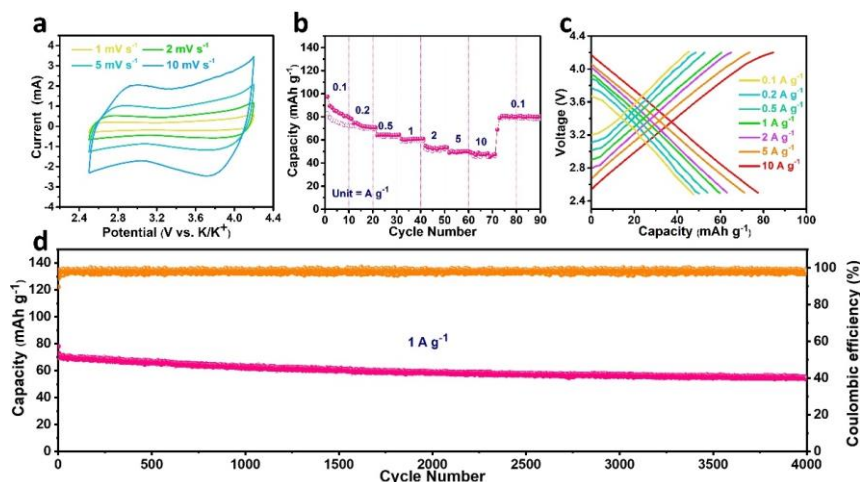 a
1 mV s⁻¹ 2 mV s⁻¹
5 mV s⁻¹ 10 mV s⁻¹
Current (mA)
4
3
2
1
0
-1
-2
-3
-4
2.4 3.0 3.6 4.2 4.4
Potential (V vs. K/K⁺)
b
Capacity (mAh g⁻¹)
160
140
120
100
80
60
40
20
0
0.1
0.2
0.5
1
2
5
10
0.1
Unit = A g⁻¹
0 10 20 30 40 50 60 70 80 90
Cycle Number
c
Voltage (V)
4.4
4.0
3.6
3.2
2.8
2.4
0.1 A g⁻¹
0.2 A g⁻¹
0.5 A g⁻¹
1 A g⁻¹
2 A g⁻¹
5 A g⁻¹
10 A g⁻¹
0 20 40 60 80 100
Capacity (mAh g⁻¹)
d
Capacity (mAh g⁻¹)
140
120
100
80
60
40
20
0
1 A g⁻¹
100
80
60
40
20
0
Coulombic efficiency (%)
0 500 1000 1500 2000 2500 3000 3500 4000
Cycle Number